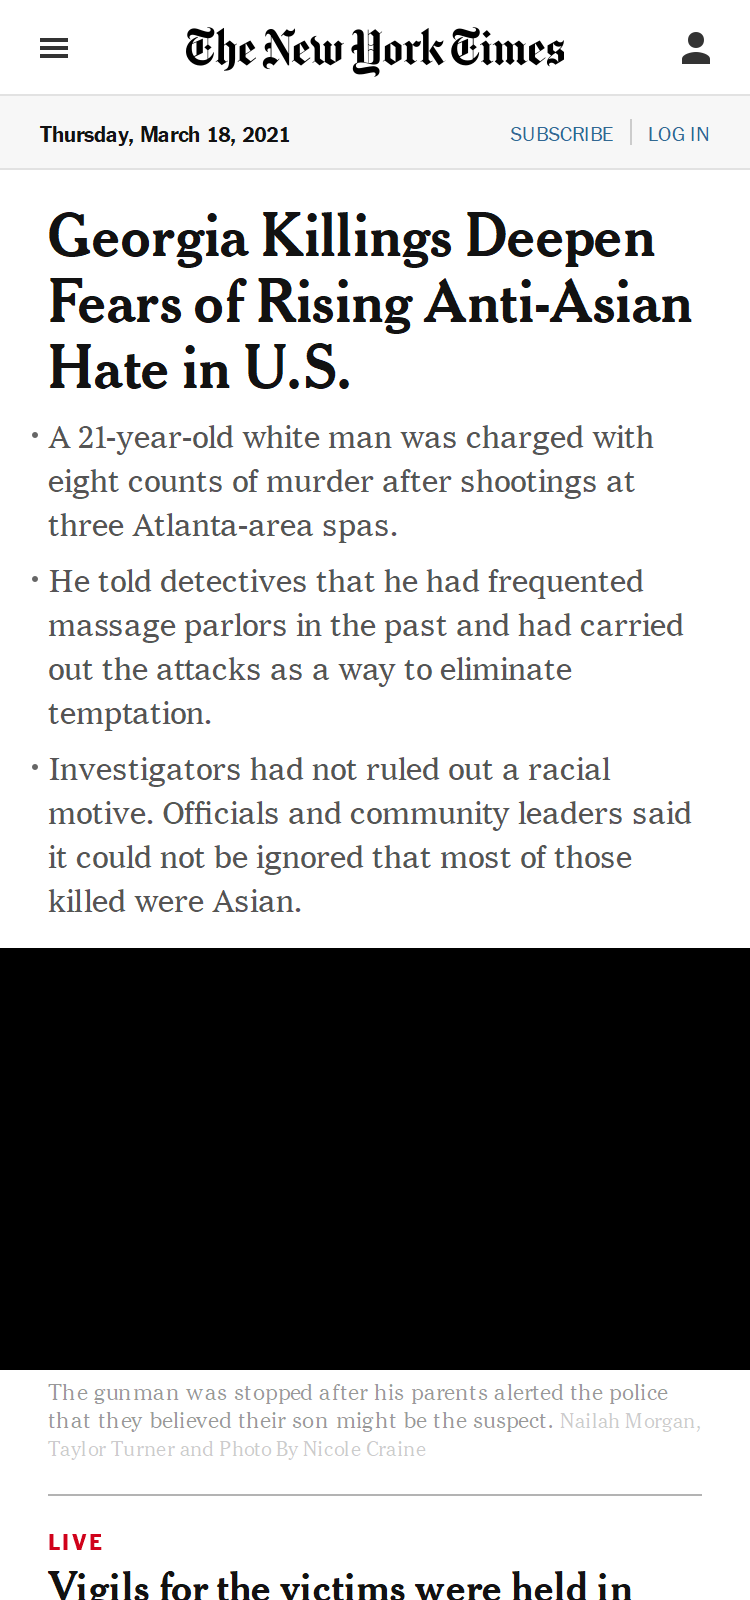 The New York Times
Thursday, March 18, 2021
SUBSCRIBE
LOG IN
Georgia Killings Deepen
Fears of Rising Anti-Asian
Hate in U.S.
• A 21-year-old white man was charged with
eight counts of murder after shootings at
three Atlanta-area spas.
• He told detectives that he had frequented
massage parlors in the past and had carried
out the attacks as a way to eliminate
temptation.
• Investigators had not ruled out a racial
motive. Officials and community leaders said
it could not be ignored that most of those
killed were Asian.
The gunman was stopped after his parents alerted the police
that they believed their son might be the suspect. Nailah Morgan,
Taylor Turner and Photo By Nicole Craine
LIVE
Vigils for the victims were held in